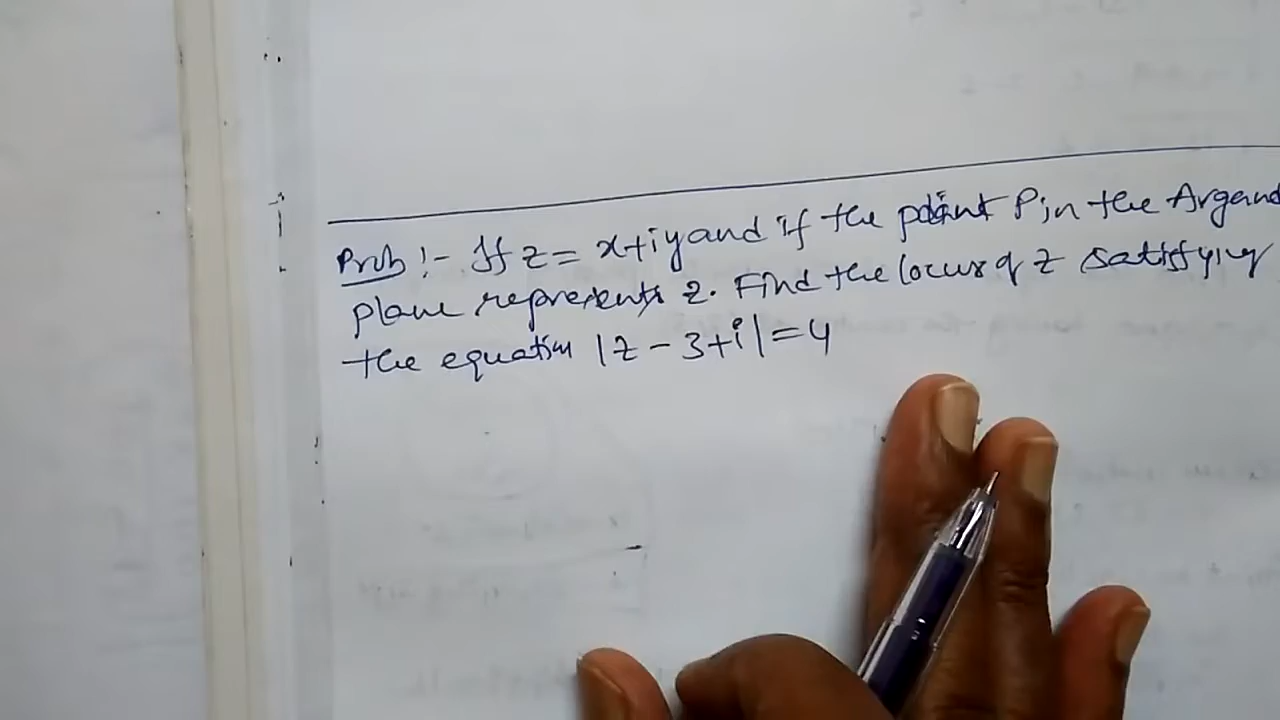 Prob :- If z = x+iy and if the point P in the Argand
plane represents z. Find the locus of z satisfying
the equation |z - 3+i| = 4